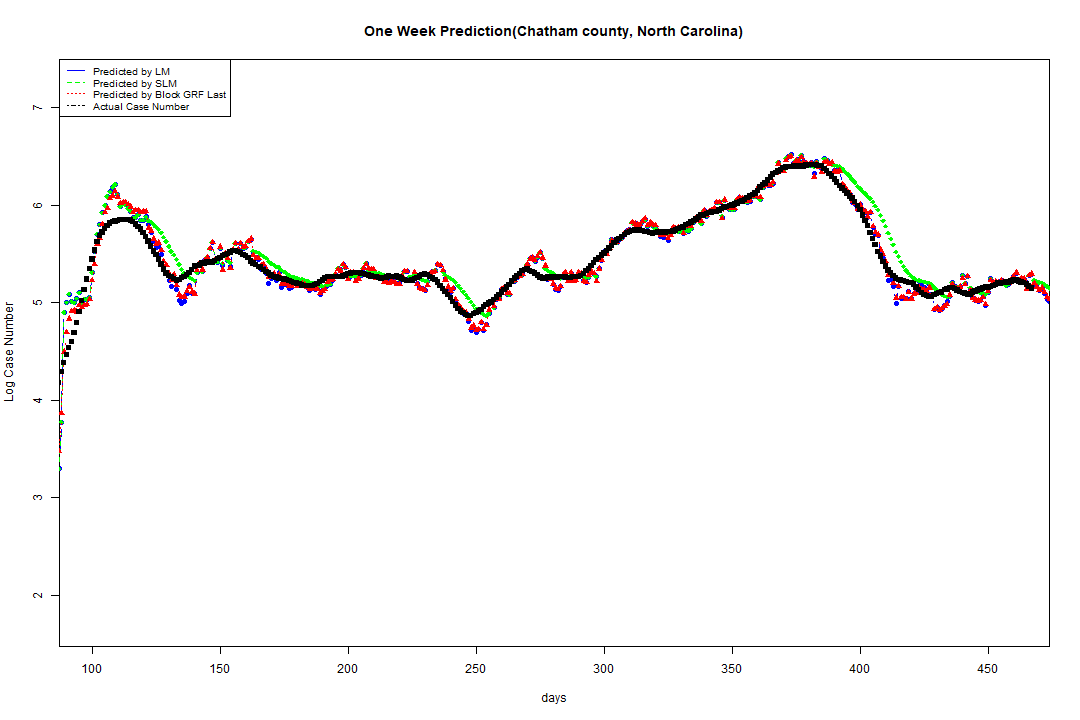 One Week Prediction(Chatham county, North Carolina)
Predicted by LM
Predicted by SLM
Predicted by Block GRF Last
Actual Case Number
7
6
5
4
3
2
Log Case Number
100 150 200 250 300 350 400 450
days